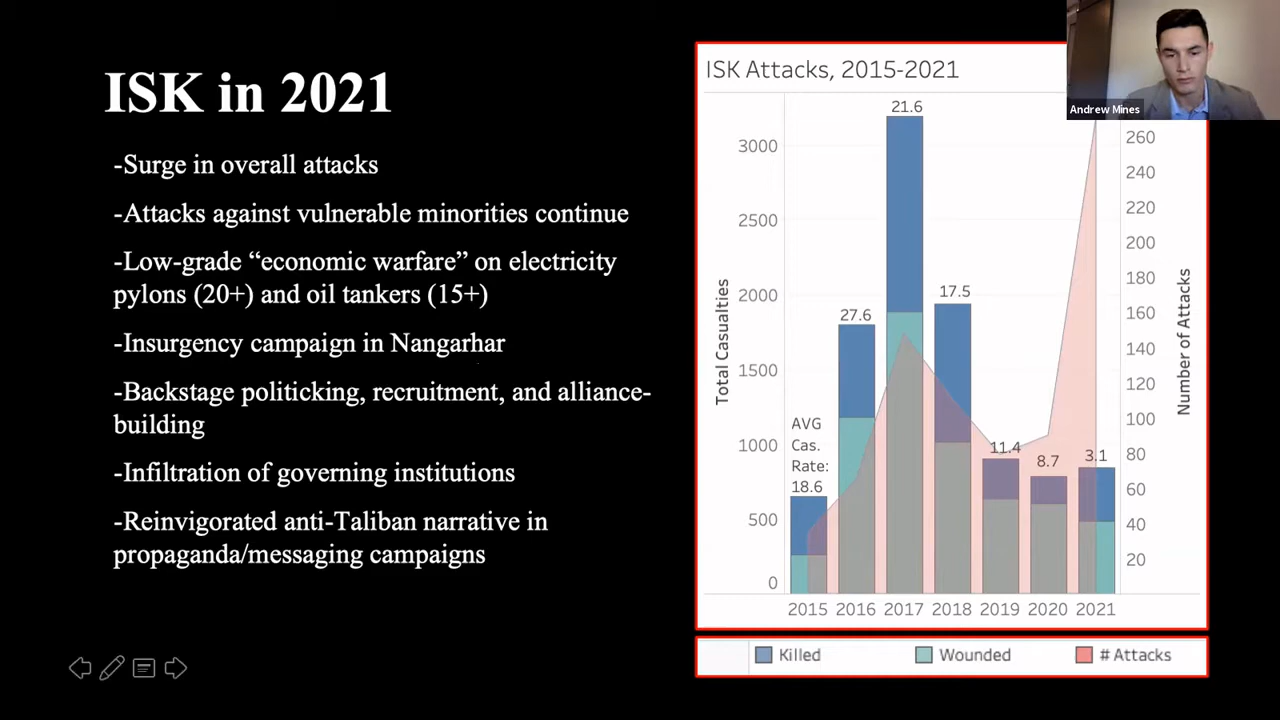 ISK in 2021
-Surge in overall attacks
-Attacks against vulnerable minorities continue
-Low-grade “economic warfare” on electricity
pylons (20+) and oil tankers (15+)
-Insurgency campaign in Nangarhar
-Backstage politicking, recruitment, and alliance-
building
-Infiltration of governing institutions
-Reinvigorated anti-Taliban narrative in
propaganda/messaging campaigns
ISK Attacks, 2015-2021
Andrew Mines
Total Casualties
3000
2500
2000
1500
1000
500
0
AVG
Cas.
Rate:
18.6
27.6
21.6
17.5
11.4
8.7
3.1
2015 2016 2017 2018 2019 2020 2021
260
240
220
200
180
160
140
120
100
80
60
40
20
Number of Attacks
Killed Wounded # Attacks